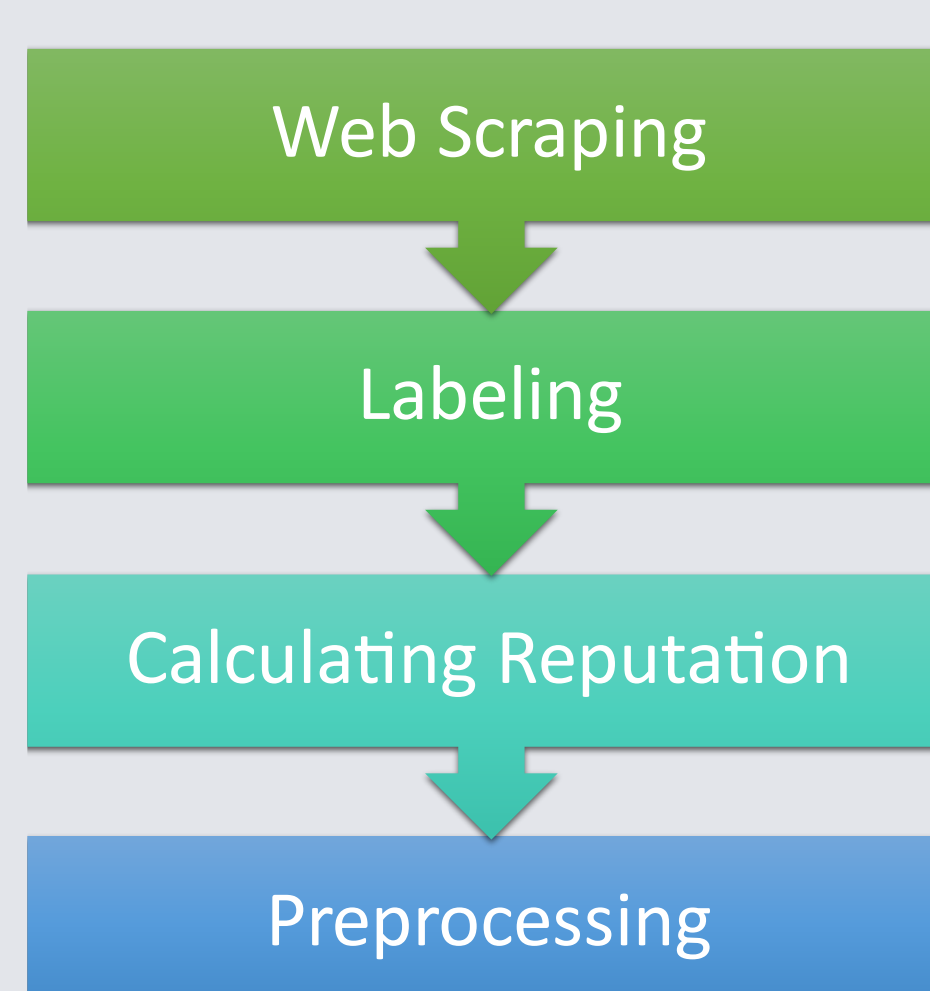 Web Scraping
Labeling
Calculating Reputation
Preprocessing